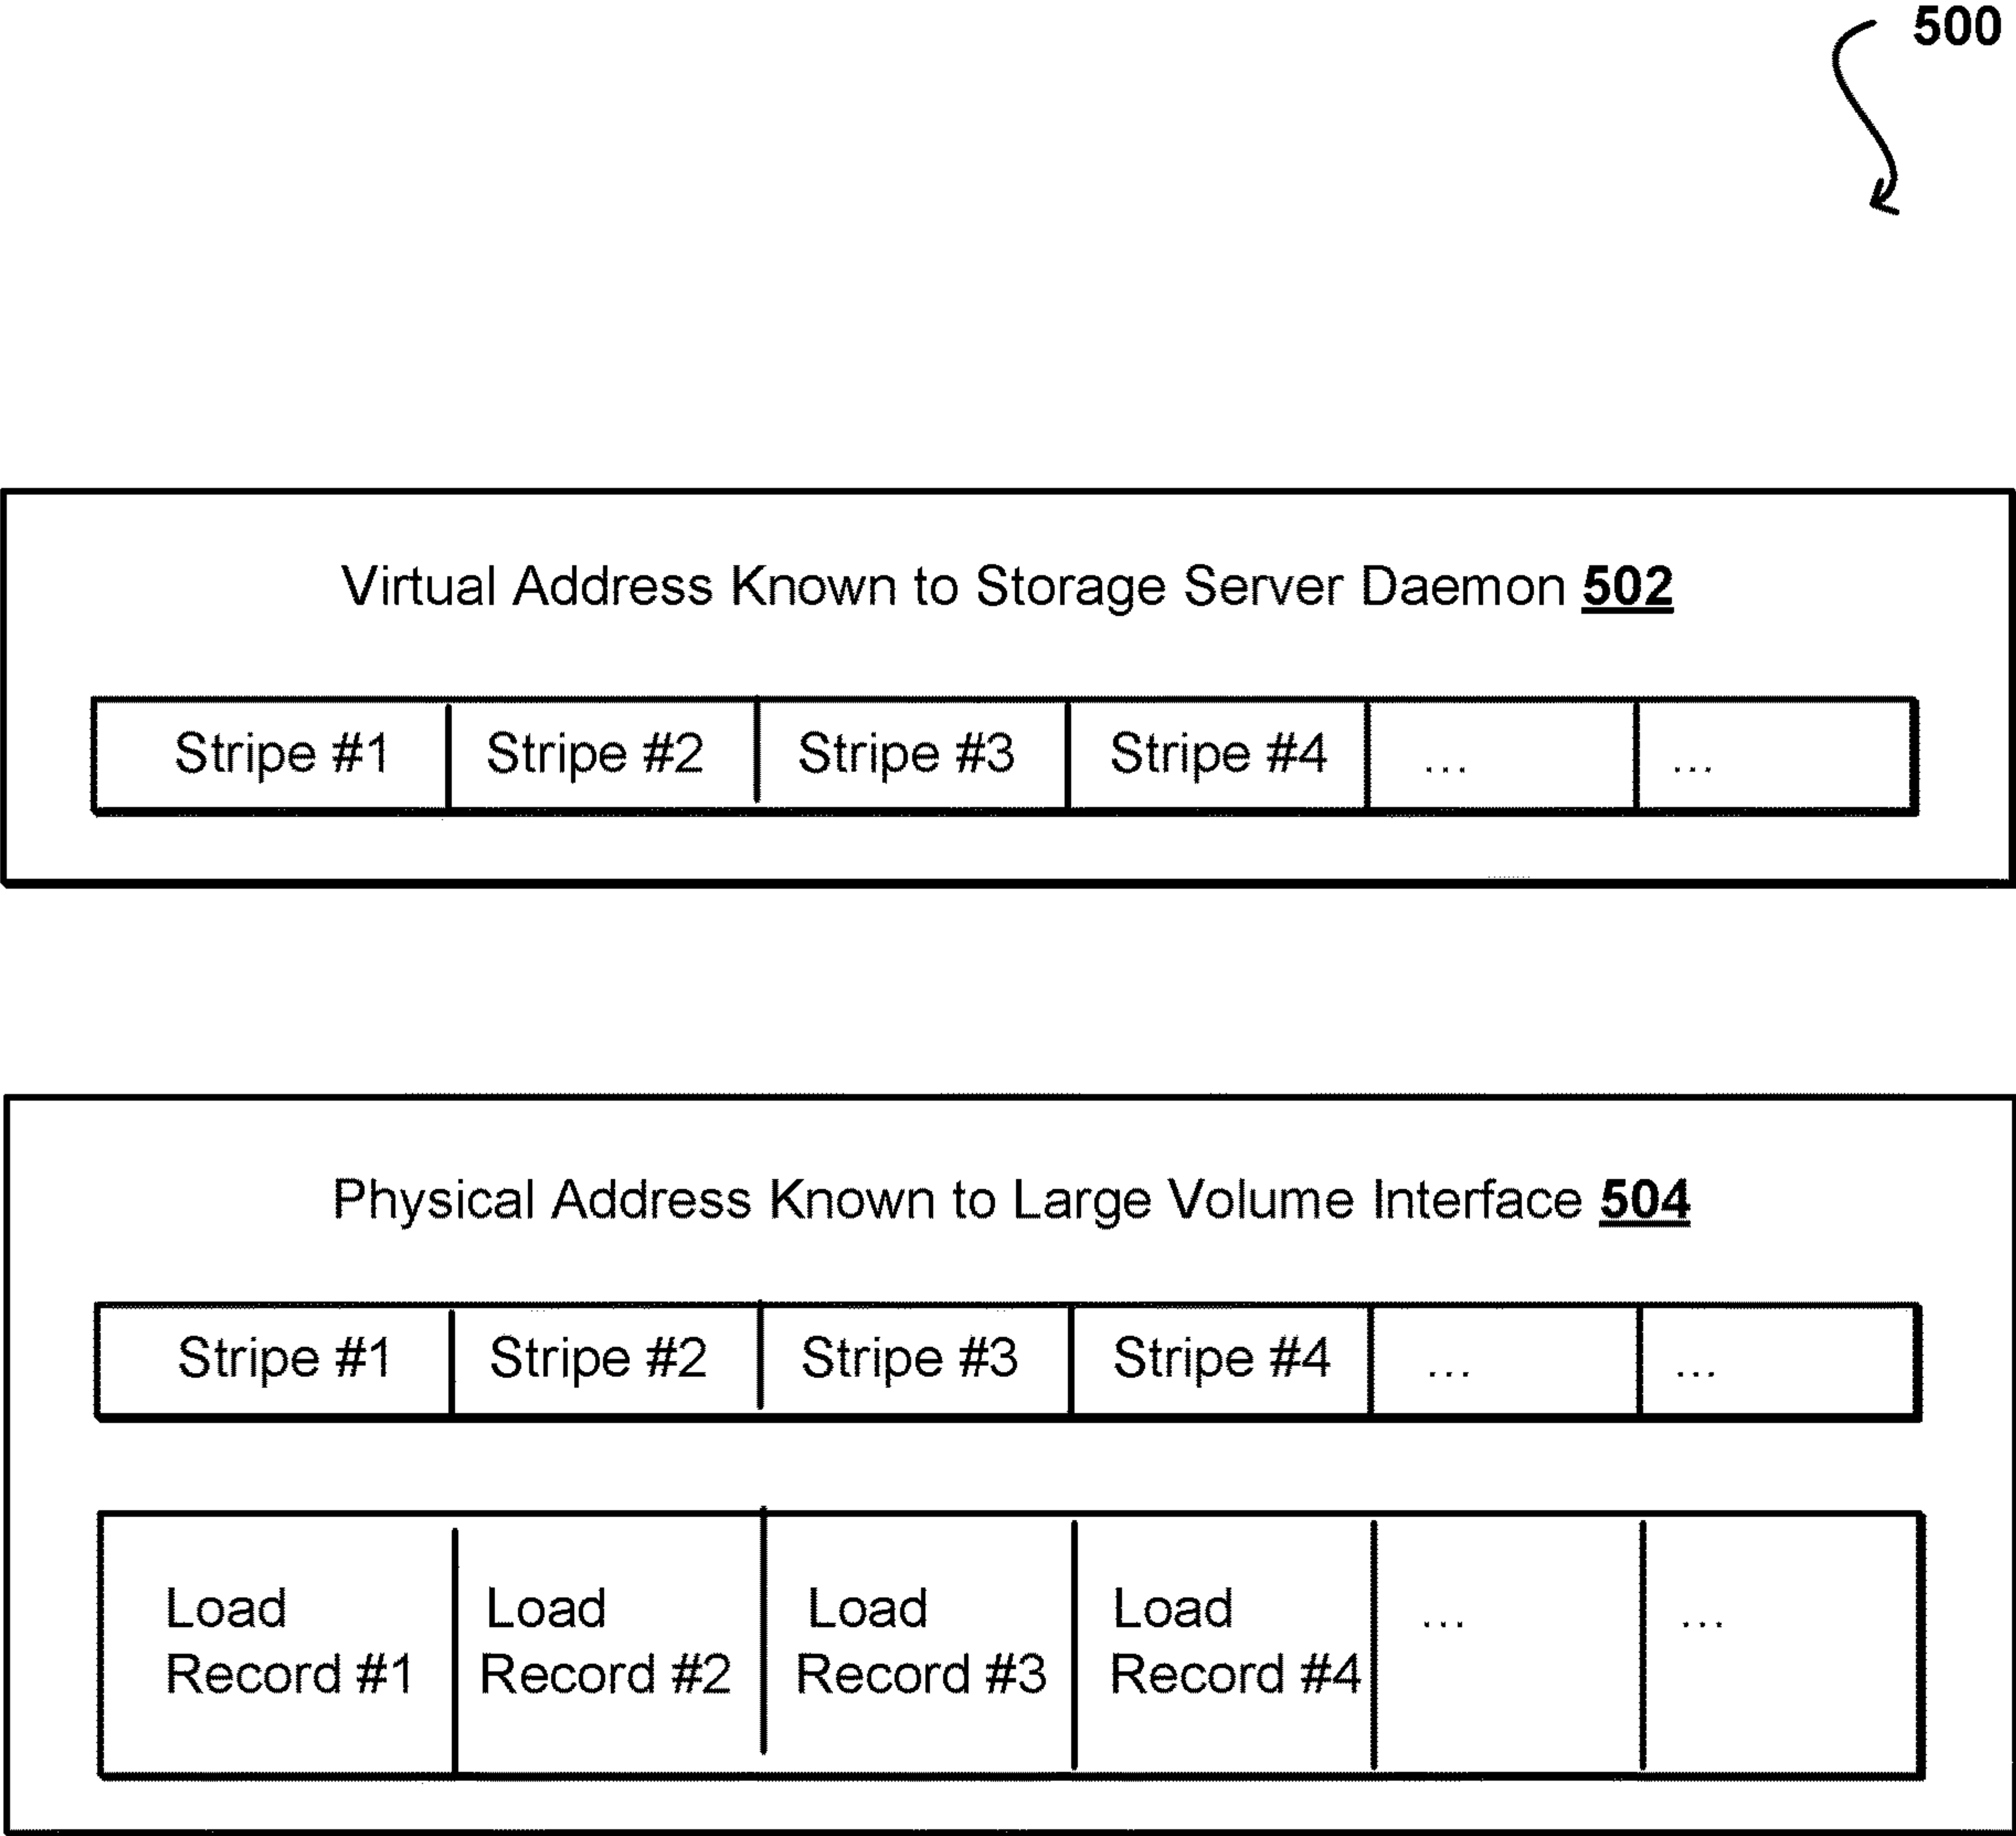 500
Virtual Address Known to Storage Server Daemon 502
Stripe #1 Stripe #2 Stripe #3 Stripe #4 ... ...
Physical Address Known to Large Volume Interface 504
Stripe #1 Stripe #2 Stripe #3 Stripe #4 ... ...
Load Load Load Load ... ...
Record #1 Record #2 Record #3 Record #4